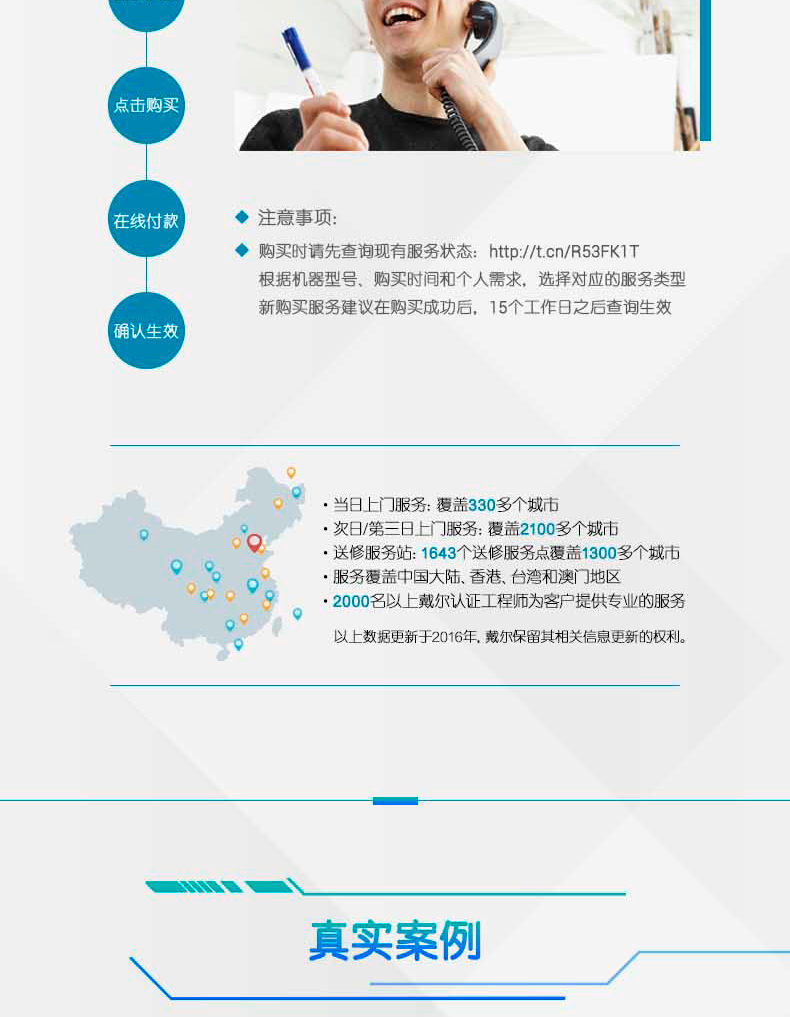 点击购买
在线付款
确认生效
◆ 注意事项:
◆ 购买时请先查询现有服务状态: http://t.cn/R53FK1T
根据机器型号、购买时间和个人需求, 选择对应的服务类型
新购买服务建议在购买成功后, 15个工作日之后查询生效
·当日上门服务: 覆盖330多个城市
·次日/第三日上门服务: 覆盖2100多个城市
·送修服务站: 1643个送修服务点覆盖1300多个城市
·服务覆盖中国大陆、香港、台湾和澳门地区
·2000名以上戴尔认证工程师为客户提供专业的服务
以上数据更新于2016年, 戴尔保留其相关信息更新的权利。
真实案例